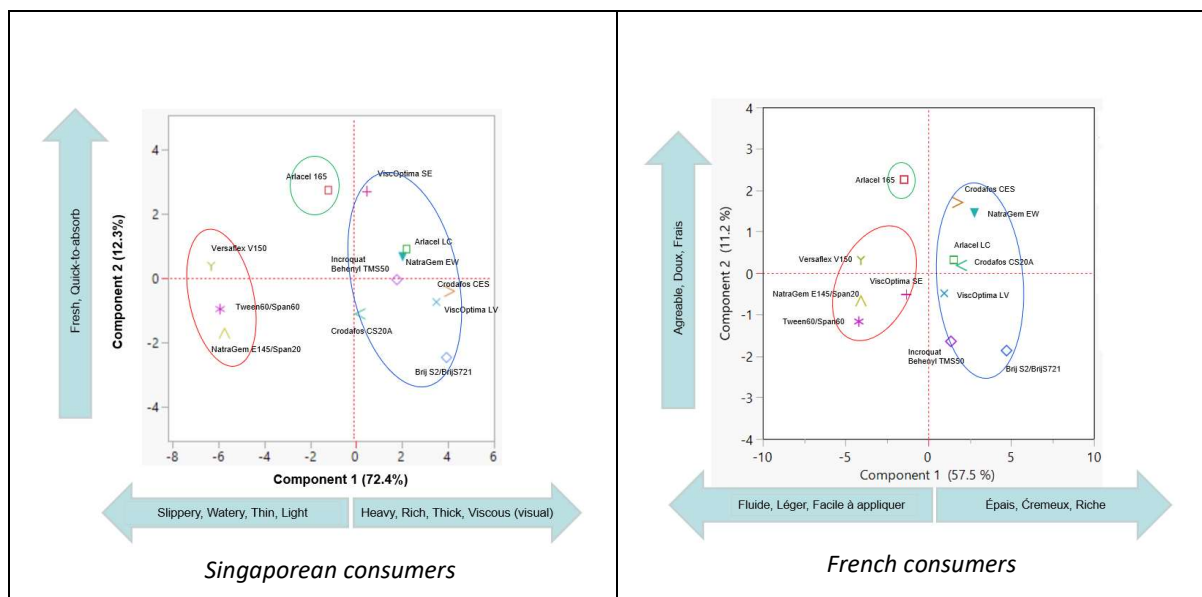 Fresh, Quick-to-absorb
Component 2 (12.3%)
4
2
0
-2
-4
Arlacel 165
ViscOptima SE
Versaflex V150
Arlacel LC
Incroquat
Behenyl TMS50
NatraGem EW
Crodafos CES
Tween60/Span60
ViscOptima LV
Crodafos CS20A
NatraGem E145/Span20
Brij S2/BrijS721
-8 -6 -4 -2 0 2 4 6
Component 1 (72.4%)
Slippery, Watery, Thin, Light
Heavy, Rich, Thick, Viscous (visual)
Singaporean consumers
Agreable, Doux, Frais
Component 2 (11.2 %)
4
3
2
1
0
-1
-2
-3
-4
Arlacel 165
Crodafos CES
NatraGem EW
Arlacel LC
Versaflex V150
Crodafos CS20A
ViscOptima SE
NatraGem E145/Span20
ViscOptima LV
Tween60/Span60
Incroquat
Behenyl TMS50
Brij S2/BrijS721
-10 -5 0 5 10
Component 1 (57.5 %)
Fluide, Léger, Facile à appliquer
Épais, Ćremeux, Riche
French consumers